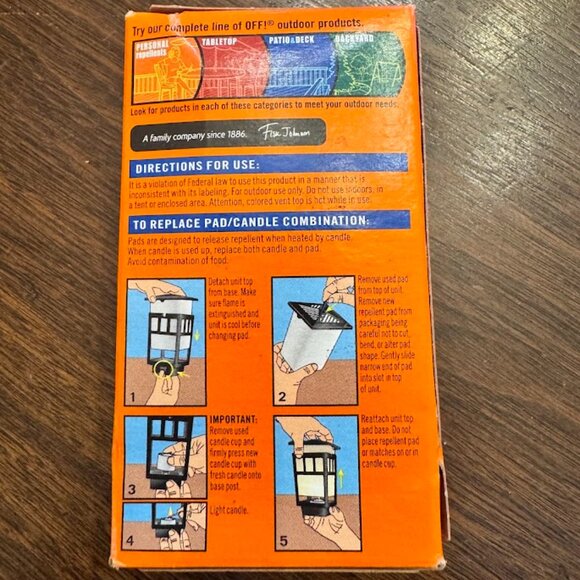 Try our complete line of OFF!® outdoor products.
PERSONAL
repellents
TABLETOP
PATIO & DECK
BACKYARD
Look for products in each of these categories to meet your outdoor needs.
A family company since 1886. Fisk Johnson
DIRECTIONS FOR USE:
It is a violation of Federal law to use this product in a manner that is
inconsistent with its labeling. For outdoor use only. Do not use indoors, in
a tent or enclosed area. Attention, colored vent top is hot while in use.
TO REPLACE PAD/CANDLE COMBINATION:
Pads are designed to release repellent when heated by candle.
When candle is used up, replace both candle and pad.
Avoid contamination of food.
Detach unit top
from base. Make
sure flame is
extinguished and
unit is cool before
changing pad.
1
Remove used pad
from top of unit.
Remove new
repellent pad from
packaging being
careful not to cut,
bend, or alter pad
shape. Gently slide
narrow end of pad
into slot in top
of unit.
2
IMPORTANT:
Remove used
candle cup and
firmly press new
candle cup with
fresh candle onto
base post.
3
Light candle.
4
Reattach unit top
and base. Do not
place repellent pad
or matches on or in
candle cup.
5